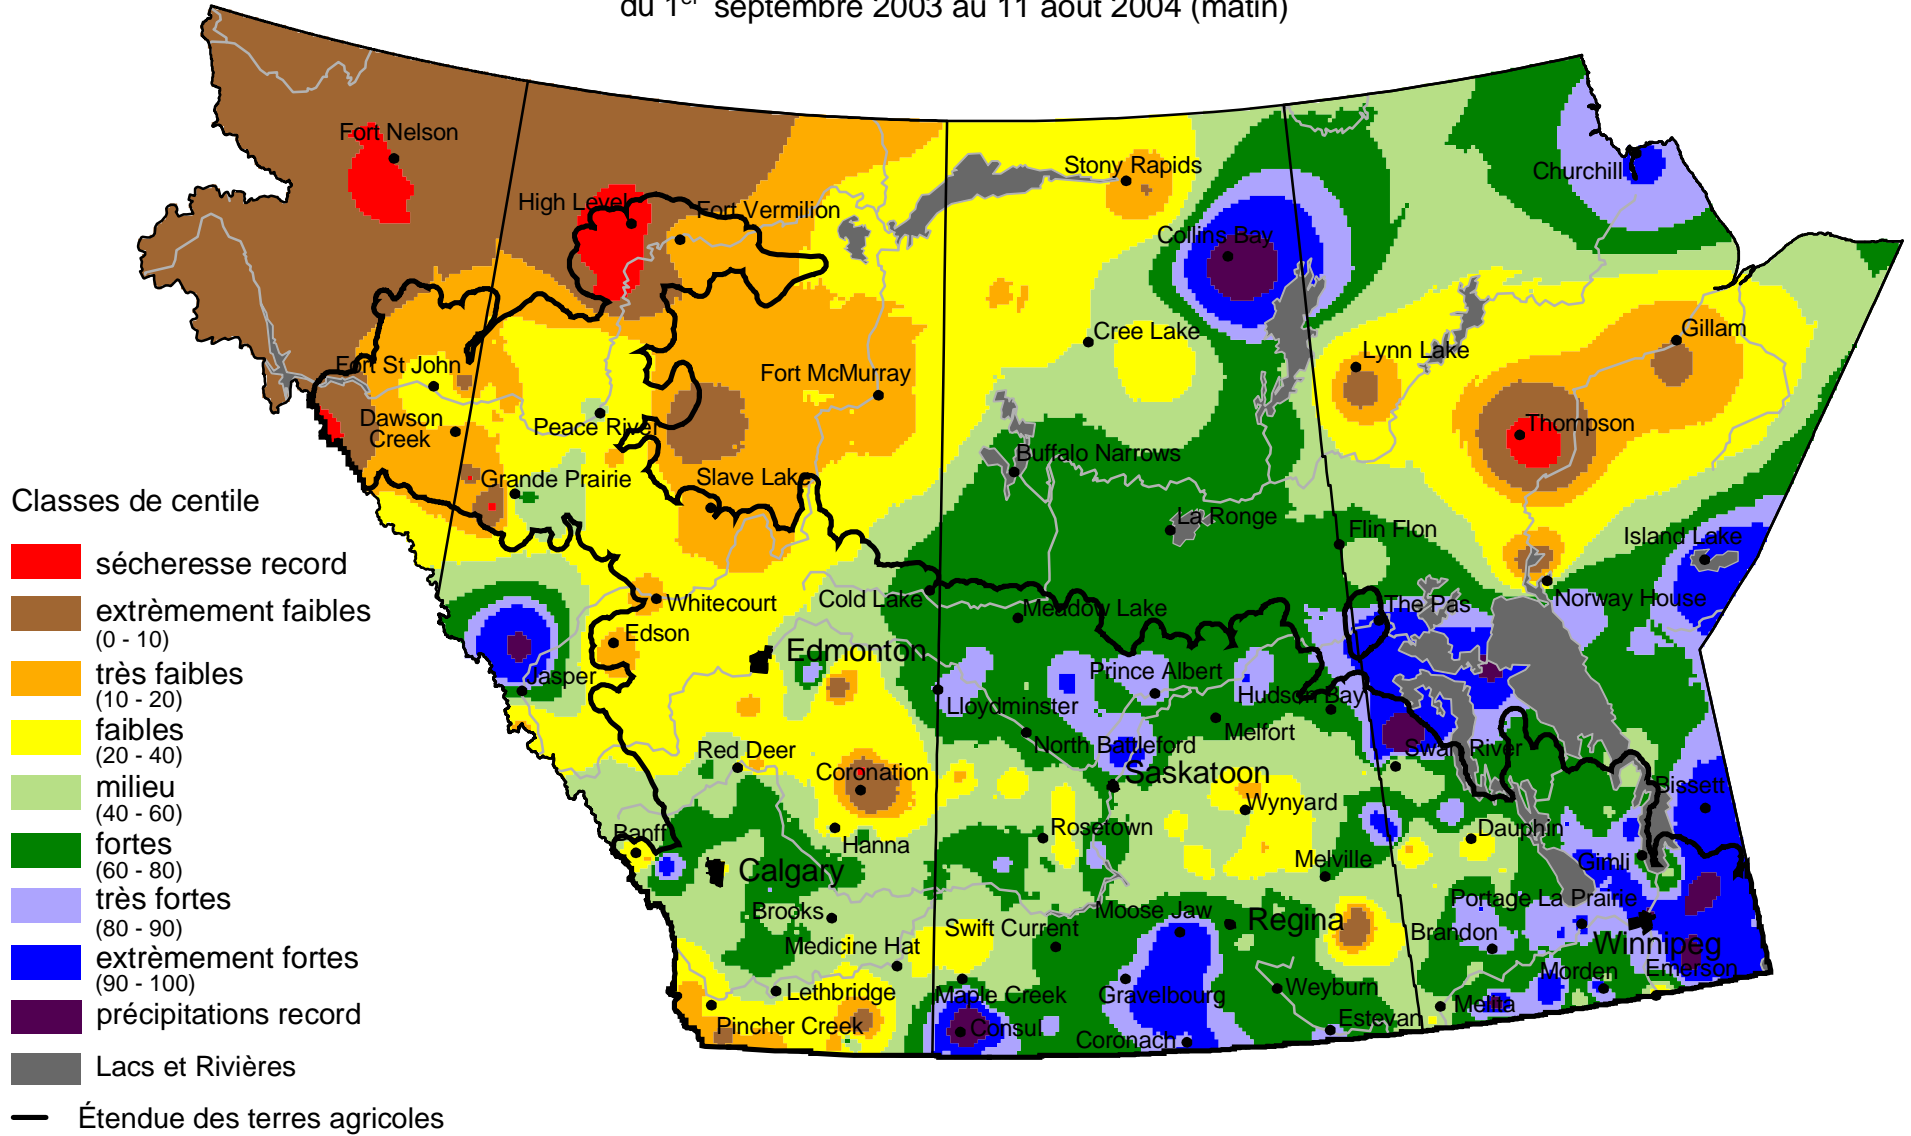 du 1er septembre 2003 au 11 août 2004 (matin)
Fort Nelson
Stony Rapids
Churchill
High Level
Fort Vermilion
Collins Bay
Cree Lake
Gillam
Lynn Lake
Fort St John
Fort McMurray
Dawson
Creek
Peace River
Thompson
Buffalo Narrows
Grande Prairie
Slave Lake
La Ronge
Flin Flon
Island Lake
Whitecourt
Cold Lake
Meadow Lake
The Pas
Norway House
Edson
Edmonton
Jasper
Prince Albert
Hudson Bay
Lloydminster
Melfort
North Battleford
Swan River
Red Deer
Coronation
Saskatoon
Wynyard
Bissett
Banff
Hanna
Rosetown
Dauphin
Calgary
Melville
Gimli
Portage La Prairie
Brooks
Moose Jaw
Regina
Swift Current
Brandon
Medicine Hat
Winnipeg
Lethbridge
Maple Creek
Gravelbourg
Weyburn
Morden
Emerson
Melita
Pincher Creek
Consul
Coronach
Estevan
Classes de centile
sécheresse record
extrèmement faibles
(0 - 10)
très faibles
(10 - 20)
faibles
(20 - 40)
milieu
(40 - 60)
fortes
(60 - 80)
très fortes
(80 - 90)
extrèmement fortes
(90 - 100)
précipitations record
Lacs et Rivières
Étendue des terres agricoles